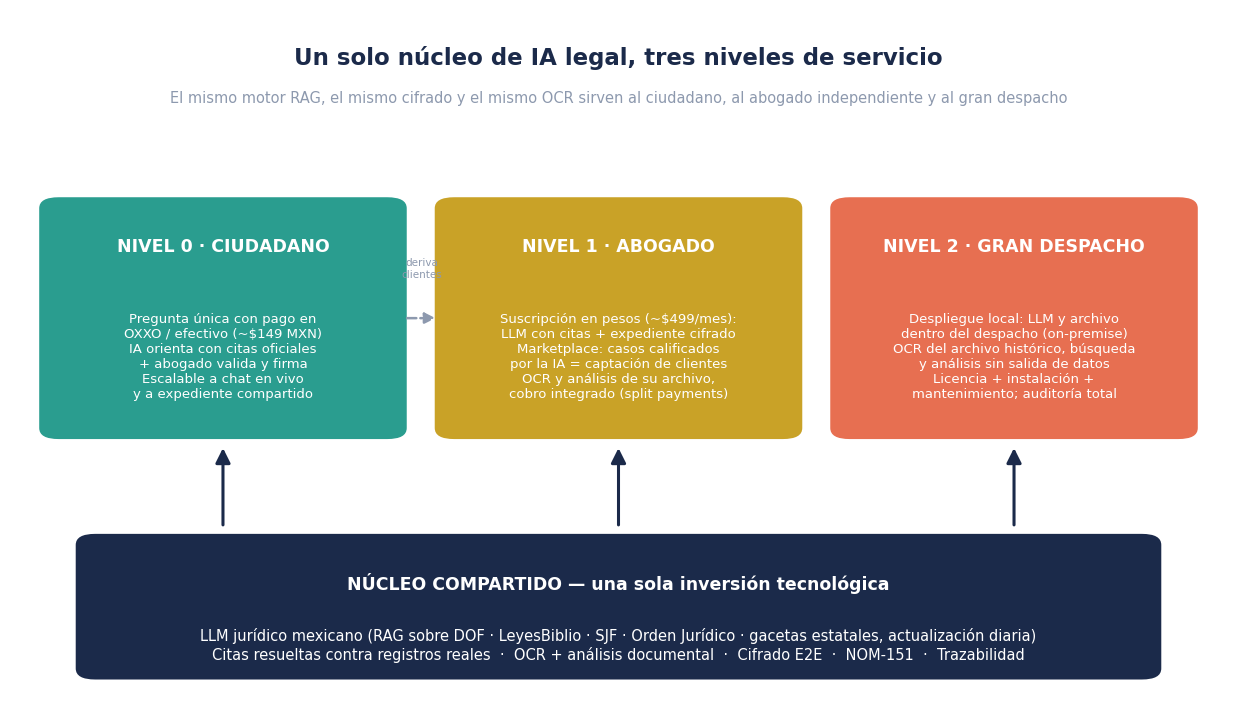 Un solo núcleo de IA legal, tres niveles de servicio
El mismo motor RAG, el mismo cifrado y el mismo OCR sirven al ciudadano, al abogado independiente y al gran despacho
NIVEL 0 · CIUDADANO
Pregunta única con pago en
OXXO / efectivo (~$149 MXN)
IA orienta con citas oficiales
+ abogado valida y firma
Escalable a chat en vivo
y a expediente compartido
deriva
clientes
NIVEL 1 · ABOGADO
Suscripción en pesos (~$499/mes):
LLM con citas + expediente cifrado
Marketplace: casos calificados
por la IA = captación de clientes
OCR y análisis de su archivo,
cobro integrado (split payments)
NIVEL 2 · GRAN DESPACHO
Despliegue local: LLM y archivo
dentro del despacho (on-premise)
OCR del archivo histórico, búsqueda
y análisis sin salida de datos
Licencia + instalación +
mantenimiento; auditoría total
NÚCLEO COMPARTIDO — una sola inversión tecnológica
LLM jurídico mexicano (RAG sobre DOF · LeyesBiblio · SJF · Orden Jurídico · gacetas estatales, actualización diaria)
Citas resueltas contra registros reales · OCR + análisis documental · Cifrado E2E · NOM-151 · Trazabilidad